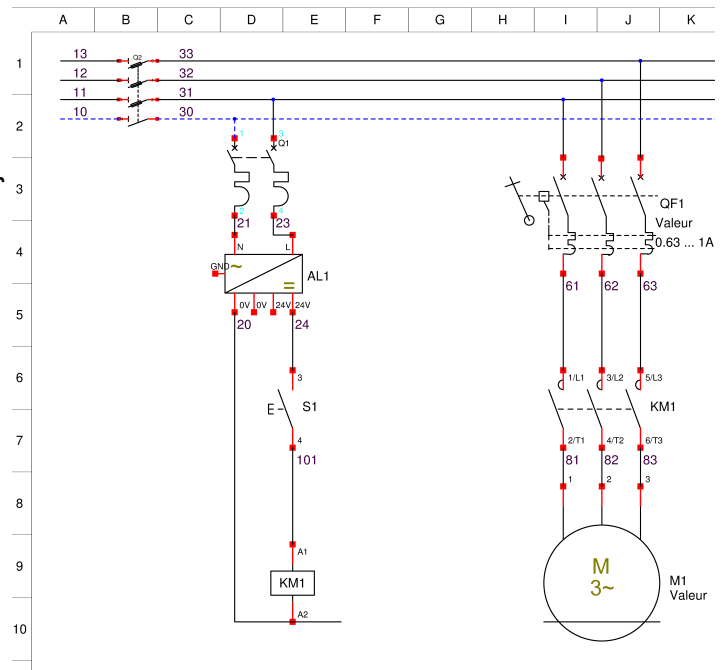 A B C D E F G H I J K
1
13 Q2 33
12 32
11 31
2
10 30
1 3
Q1
3
QF1
2 4
21 23
Valeur
0.63 ... 1A
4
N L
GND ~ AL1
=
61 62 63
0V 0V 24V 24V
5
20 24
6
3
1/L1 3/L2 5/L3
E S1
KM1
7
4
2/T1 4/T2 6/T3
101
81 82 83
1 2 3
8
A1
9
M
3~
KM1
M1
Valeur
A2
10